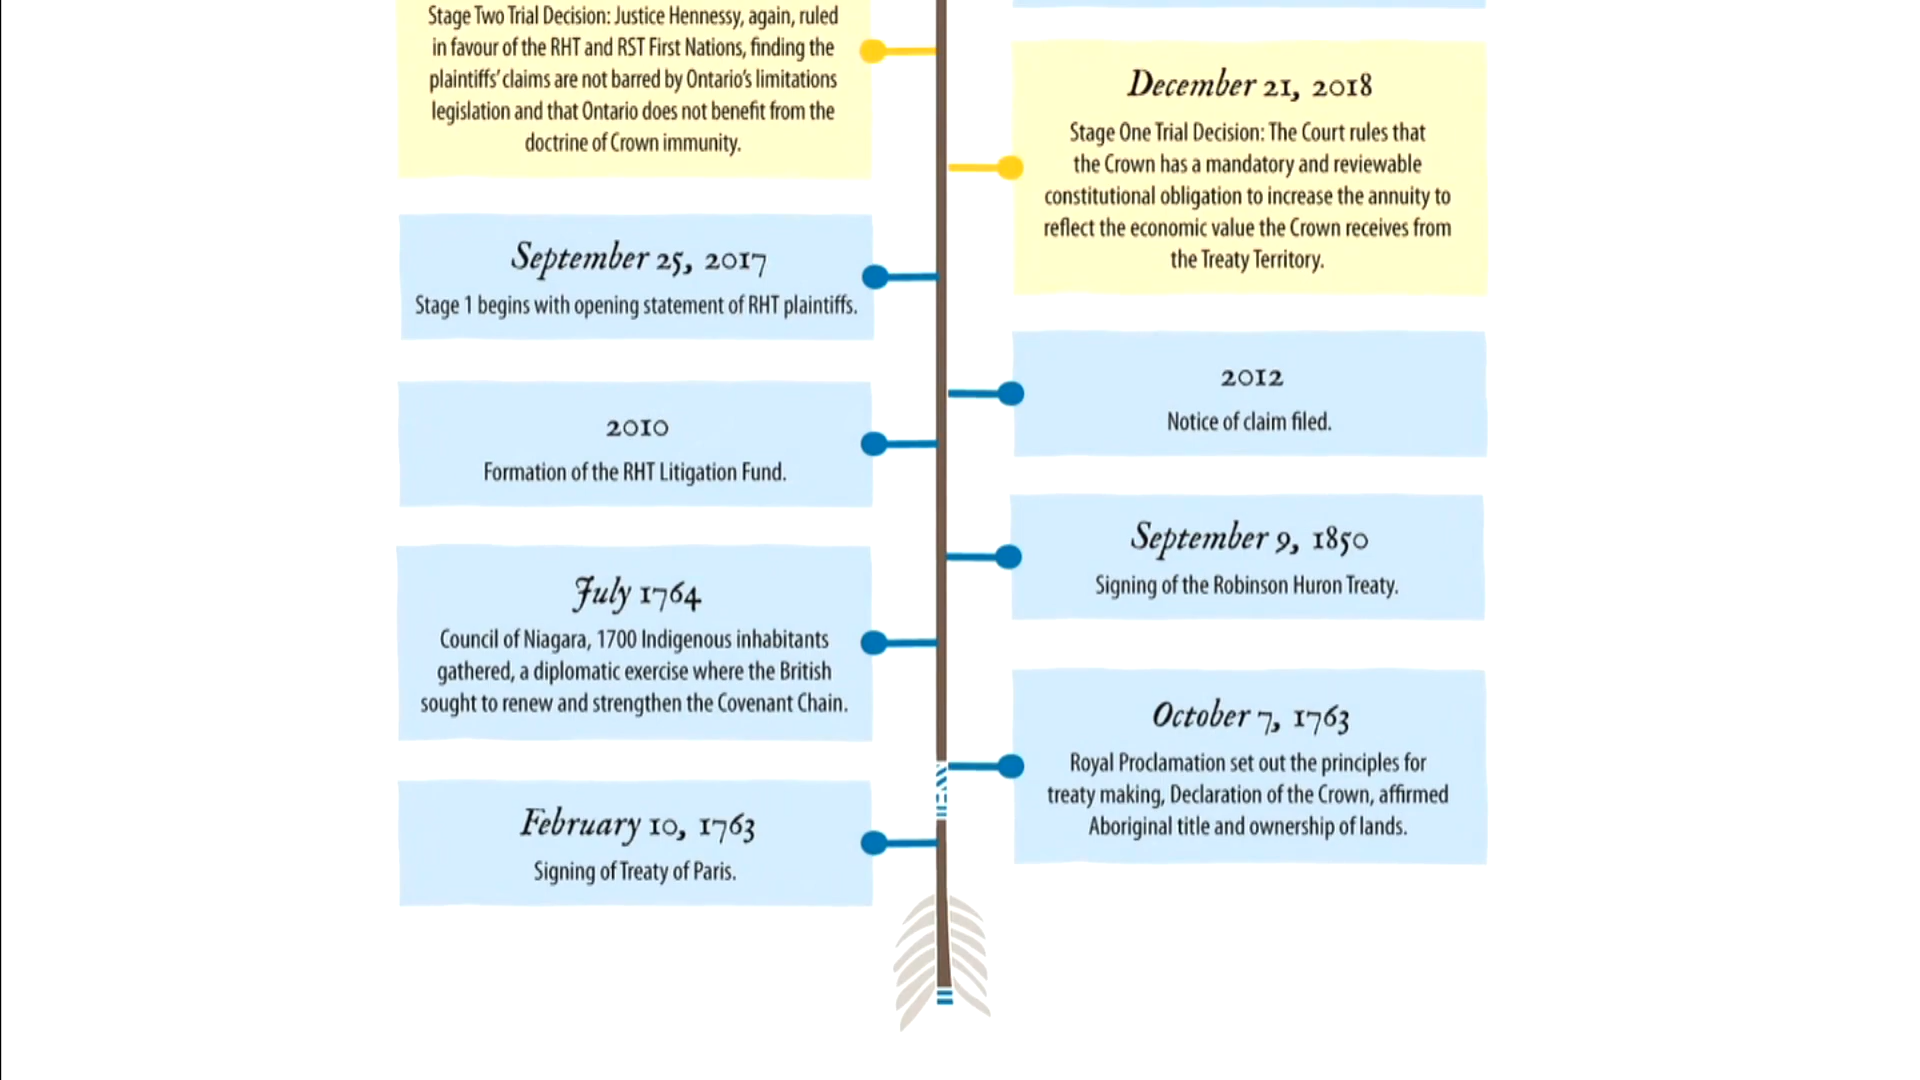 Stage Two Trial Decision: Justice Hennessy, again, ruled
in favour of the RHT and RST First Nations, finding the
plaintiffs' claims are not barred by Ontario's limitations
legislation and that Ontario does not benefit from the
doctrine of Crown immunity.
December 21, 2018
Stage One Trial Decision: The Court rules that
the Crown has a mandatory and reviewable
constitutional obligation to increase the annuity to
reflect the economic value the Crown receives from
the Treaty Territory.
September 25, 2017
Stage 1 begins with opening statement of RHT plaintiffs.
2012
Notice of claim filed.
2010
Formation of the RHT Litigation Fund.
September 9, 1850
Signing of the Robinson Huron Treaty.
July 1764
Council of Niagara, 1700 Indigenous inhabitants
gathered, a diplomatic exercise where the British
sought to renew and strengthen the Covenant Chain.
October 7, 1763
Royal Proclamation set out the principles for
treaty making, Declaration of the Crown, affirmed
Aboriginal title and ownership of lands.
February 10, 1763
Signing of Treaty of Paris.